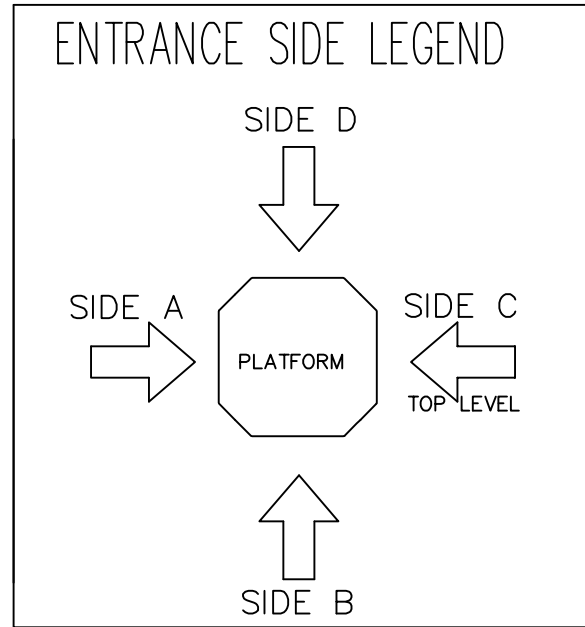 ENTRANCE SIDE LEGEND
SIDE D
SIDE A
SIDE C
PLATFORM
TOP LEVEL
SIDE B